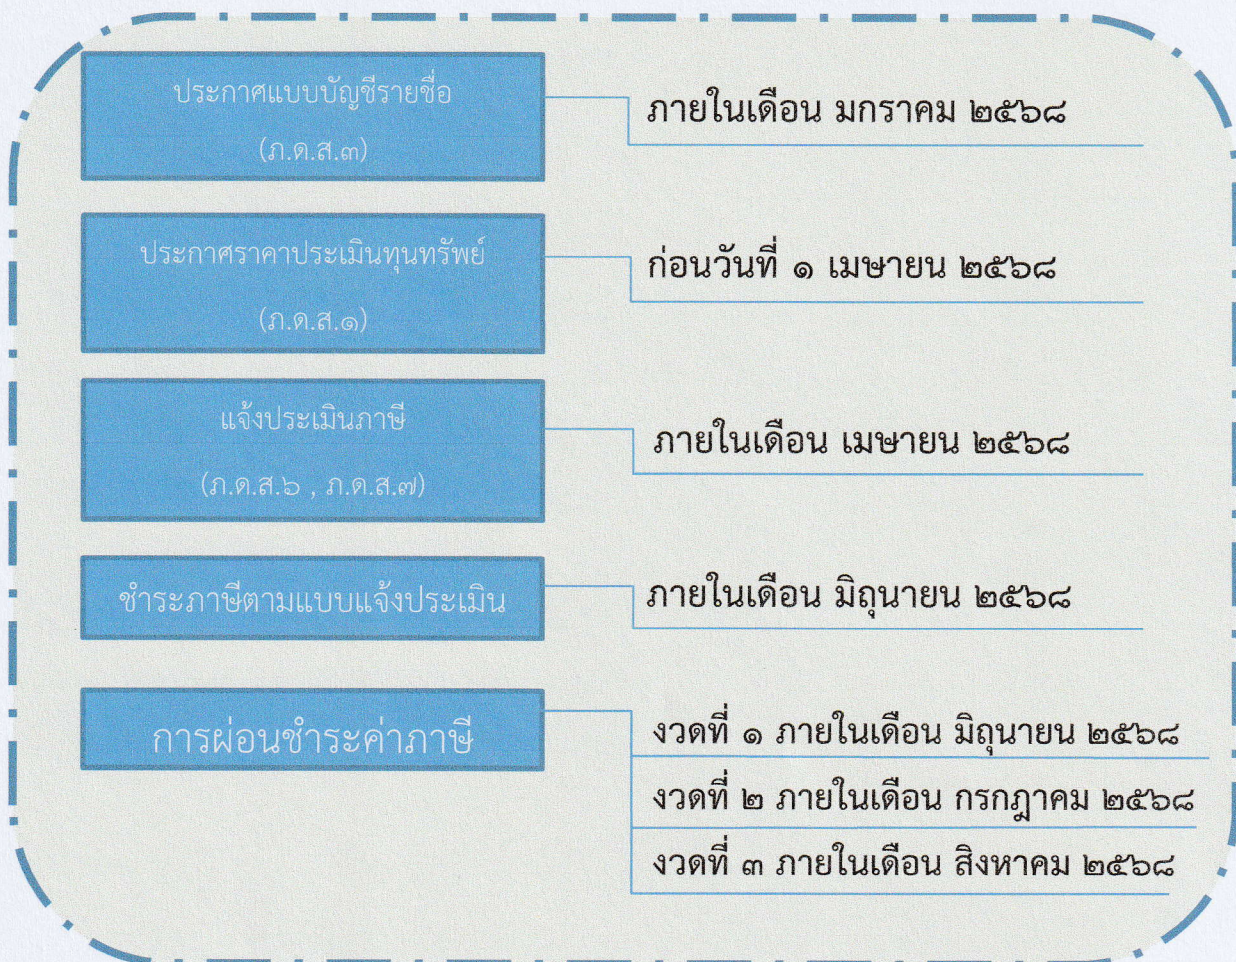 ประกาศแบบบัญชีรายชื่อ
(ภ.ด.ส.๓)
ภายในเดือน มกราคม ๒๕๖๘
ประกาศราคาประเมินทุนทรัพย์
(ภ.ด.ส.๑)
ก่อนวันที่ ๑ เมษายน ๒๕๖๘
แจ้งประเมินภาษี
(ภ.ด.ส.๖ , ภ.ด.ส.๗)
ภายในเดือน เมษายน ๒๕๖๘
ชำระภาษีตามแบบแจ้งประเมิน
ภายในเดือน มิถุนายน ๒๕๖๘
การผ่อนชำระค่าภาษี
งวดที่ ๑ ภายในเดือน มิถุนายน ๒๕๖๘
งวดที่ ๒ ภายในเดือน กรกฎาคม ๒๕๖๘
งวดที่ ๓ ภายในเดือน สิงหาคม ๒๕๖๘